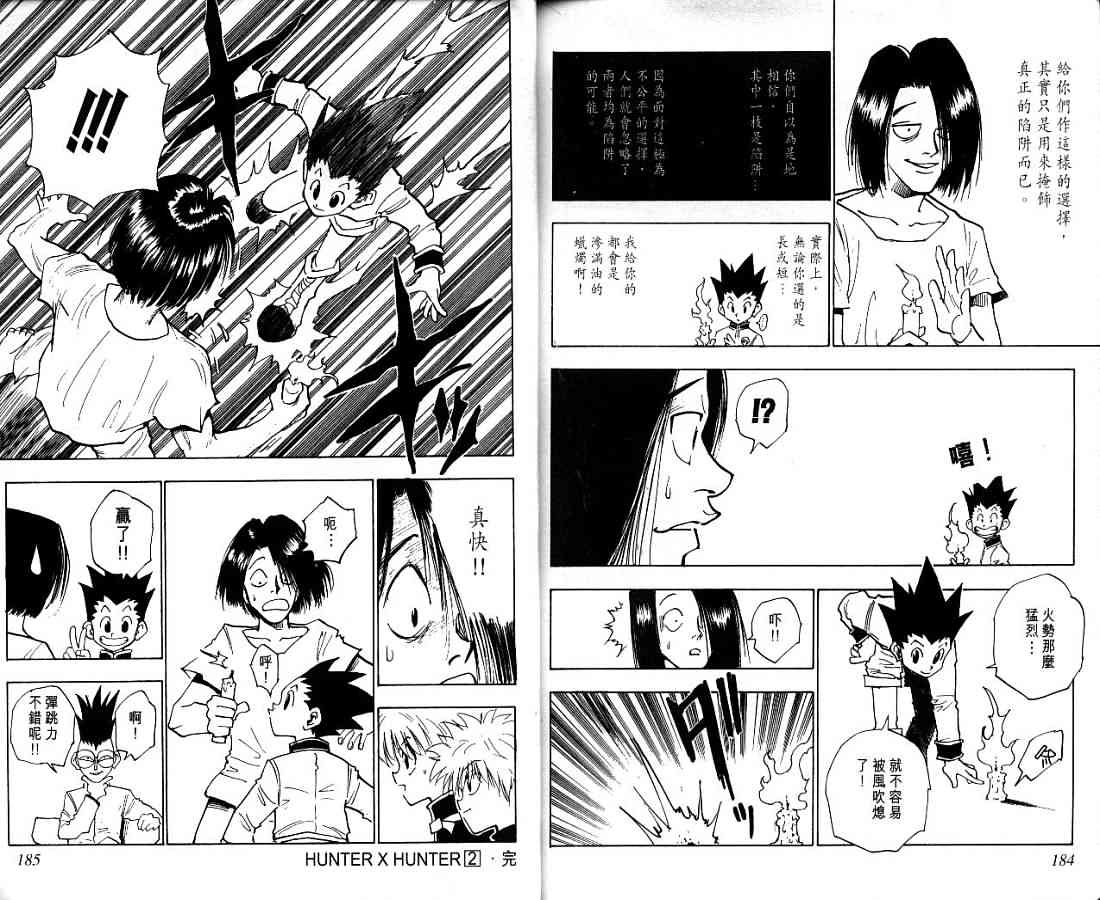 給你們作這樣的選擇，
其實只是用來掩飾
真正的陷阱而已。
你們自以為是地
相信，
其中一枝是陷阱…
因為面對這極為
不公平的選擇，
人們就會忽略了
兩者均為陷阱
的可能。
實際上，
無論你選的是
長或短…
我給你的
都會是
滲滿油的
蠟燭啊！
!?
嘻！
火勢那麼
猛烈…
就不容易
被風吹熄
了！
吓!!
ダッ
184
!!!
真快!!
呃…
呼！
贏了!!
啊！
彈跳力
不錯呢!!
185
HUNTER X HUNTER 2 · 完